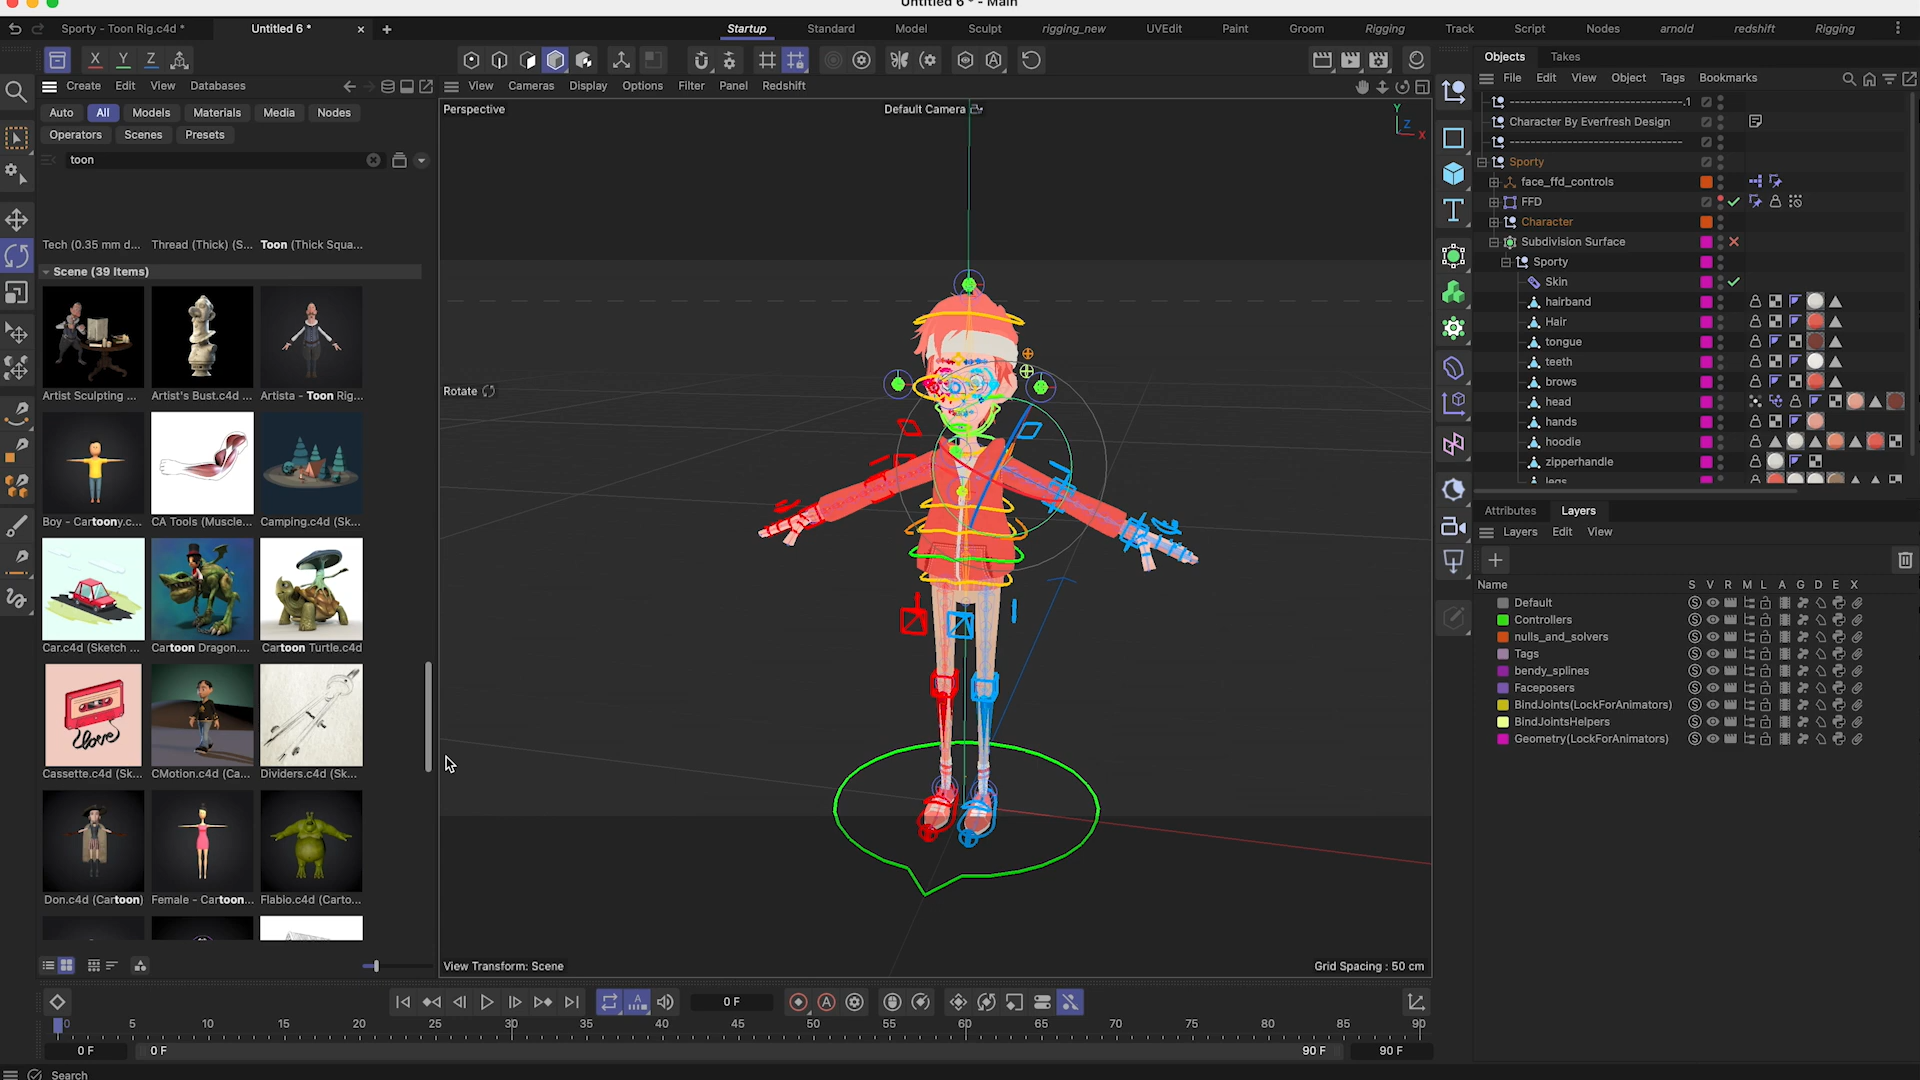 Untitled 6 * - Main
Sporty - Toon Rig.c4d *
Untitled 6 *
Startup
Standard
Model
Sculpt
rigging_new
UVEdit
Paint
Groom
Rigging
Track
Script
Nodes
arnold
redshift
Rigging
X Y Z
Objects Takes
Create Edit View Databases
View Cameras Display Options Filter Panel Redshift
File Edit View Object Tags Bookmarks
Auto All Models Materials Media Nodes
Operators Scenes Presets
toon
Tech (0.35 mm d... Thread (Thick) (S... Toon (Thick Squa...
Scene (39 Items)
Artist Sculpting ... Artist's Bust.c4d ... Artista - Toon Rig...
Boy - Cartoony.c... CA Tools (Muscle... Camping.c4d (Sk...
Car.c4d (Sketch ... Cartoon Dragon.... Cartoon Turtle.c4d
Cassette.c4d (Sk... CMotion.c4d (Ca... Dividers.c4d (Sk...
Don.c4d (Cartoon) Female - Cartoon... Flabio.c4d (Carto...
Perspective
Default Camera
Y
Z
X
Rotate
View Transform: Scene
Grid Spacing : 50 cm
---------------------------------.1
Character By Everfresh Design
---------------------------------
Sporty
face_ffd_controls
FFD
Character
Subdivision Surface
Sporty
Skin
hairband
Hair
tongue
teeth
brows
head
hands
hoodie
zipperhandle
legs
Attributes Layers
Layers Edit View
Name S V R M L A G D E X
Default
Controllers
nulls_and_solvers
Tags
bendy_splines
Faceposers
BindJoints(LockForAnimators)
BindJointsHelpers
Geometry(LockForAnimators)
0 F
0 5 10 15 20 25 30 35 40 45 50 55 60 65 70 75 80 85 90
0 F 0 F 90 F 90 F
Search